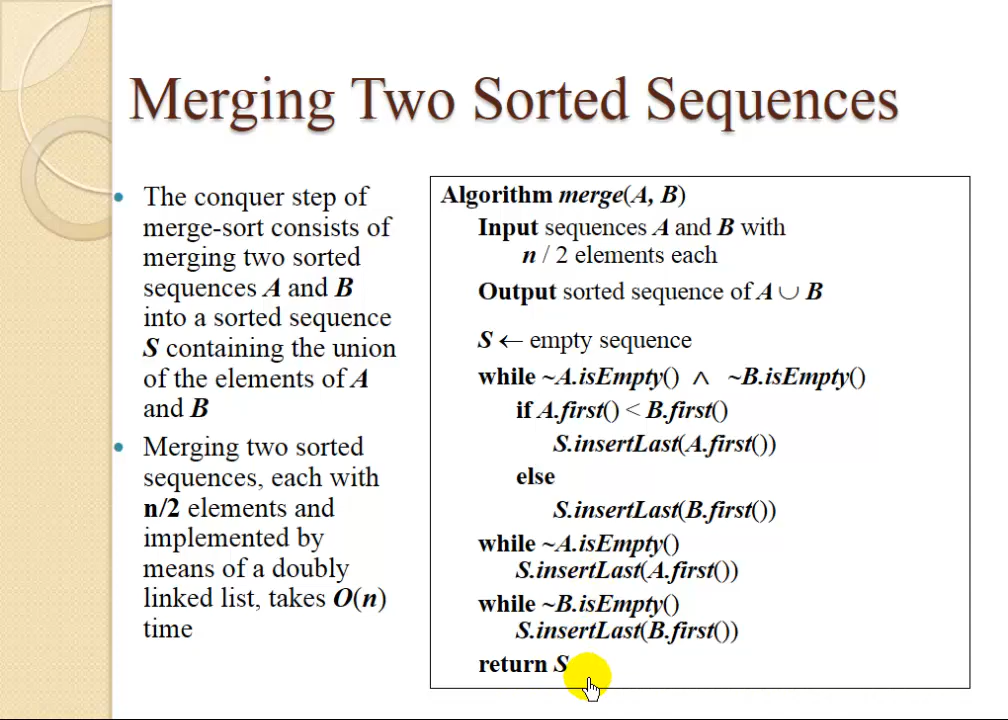 Merging Two Sorted Sequences
• The conquer step of
merge-sort consists of
merging two sorted
sequences A and B
into a sorted sequence
S containing the union
of the elements of A
and B
• Merging two sorted
sequences, each with
n/2 elements and
implemented by
means of a doubly
linked list, takes O(n)
time
Algorithm merge(A, B)
Input sequences A and B with
n / 2 elements each
Output sorted sequence of A ∪ B
S ← empty sequence
while ~A.isEmpty() ∧ ~B.isEmpty()
if A.first() < B.first()
S.insertLast(A.first())
else
S.insertLast(B.first())
while ~A.isEmpty()
S.insertLast(A.first())
while ~B.isEmpty()
S.insertLast(B.first())
return S